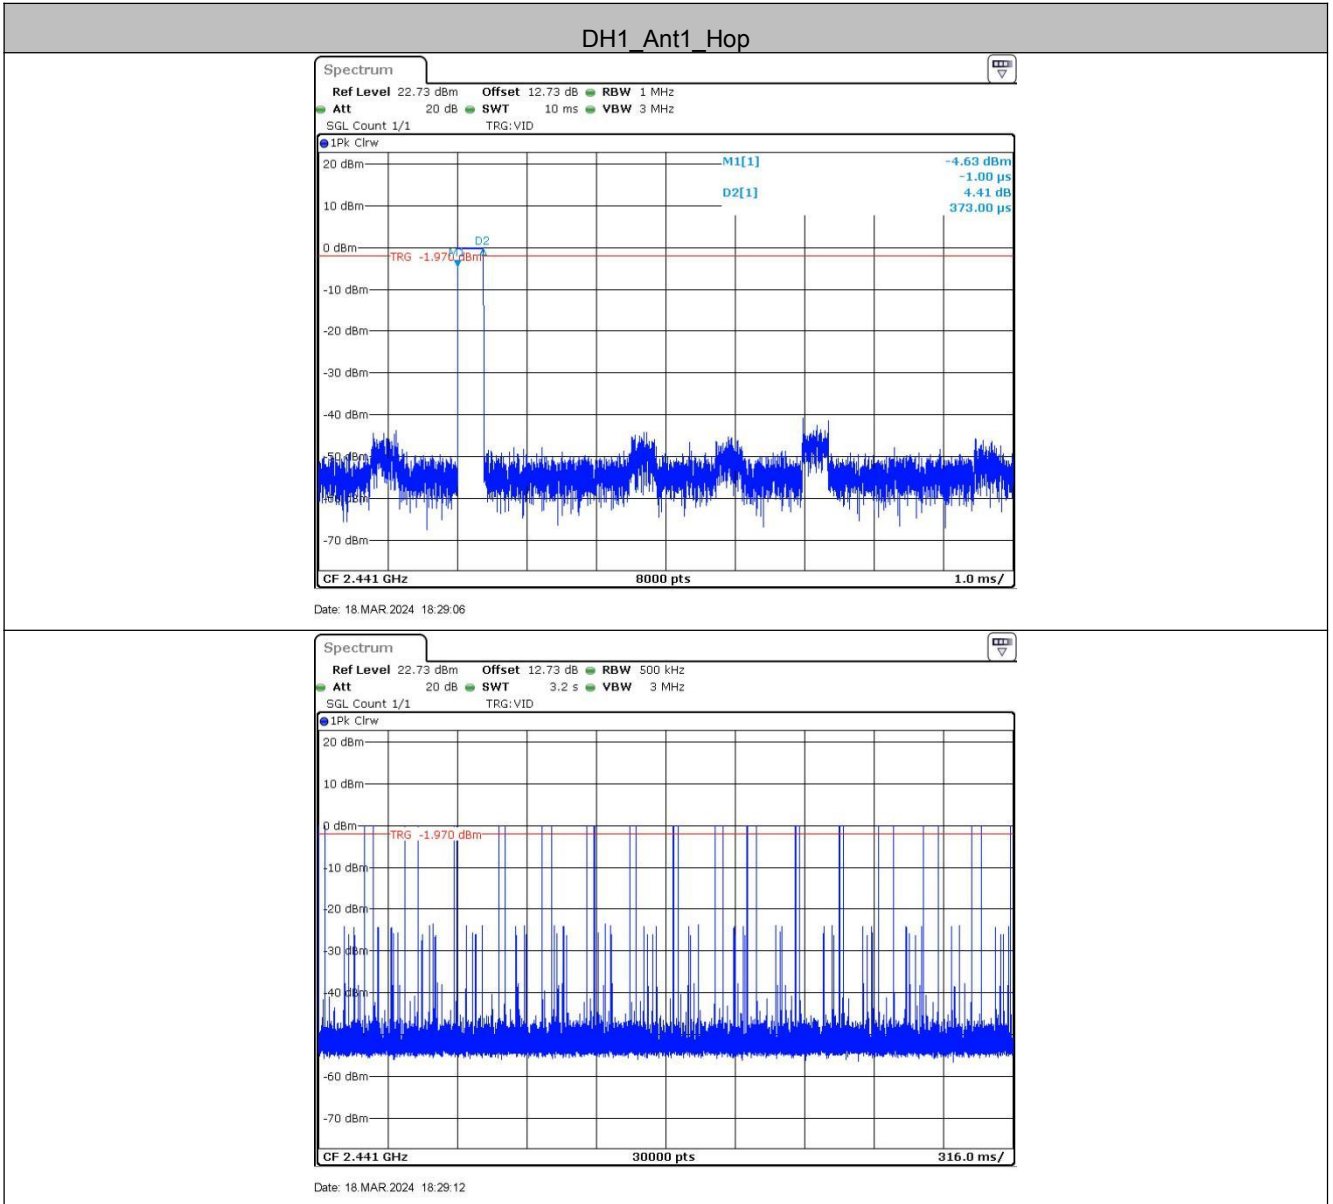 DH1_Ant1_Hop
Spectrum
Ref Level 22.73 dBm Offset 12.73 dB RBW 1 MHz
Att 20 dB SWT 10 ms VBW 3 MHz
SGL Count 1/1 TRG:VID
1Pk Clrw
20 dBm
M1[1] -4.63 dBm
-1.00 µs
D2[1] 4.41 dB
10 dBm 373.00 µs
D2
0 dBm
M1
TRG -1.970 dBm
-10 dBm
-20 dBm
-30 dBm
-40 dBm
-50 dBm
-60 dBm
-70 dBm
CF 2.441 GHz 8000 pts 1.0 ms/
Date: 18.MAR.2024 18:29:06
Spectrum
Ref Level 22.73 dBm Offset 12.73 dB RBW 500 kHz
Att 20 dB SWT 3.2 s VBW 3 MHz
SGL Count 1/1 TRG:VID
1Pk Clrw
20 dBm
10 dBm
0 dBm
TRG -1.970 dBm
-10 dBm
-20 dBm
-30 dBm
-40 dBm
-60 dBm
-70 dBm
CF 2.441 GHz 30000 pts 316.0 ms/
Date: 18.MAR.2024 18:29:12